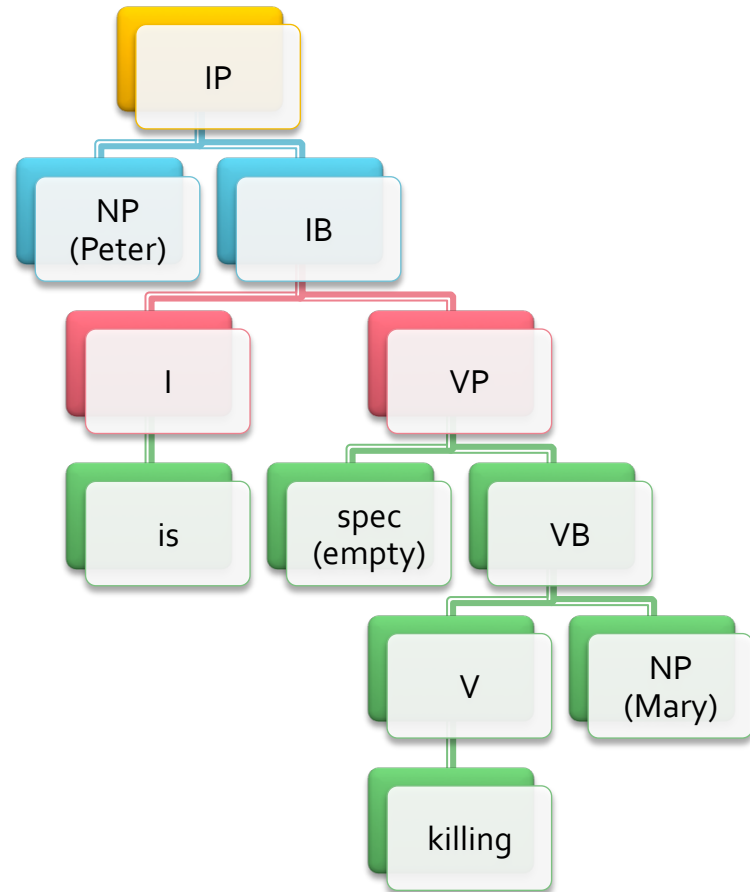 IP
NP
(Peter)
IB
I
VP
is
spec
(empty)
VB
V
NP
(Mary)
killing